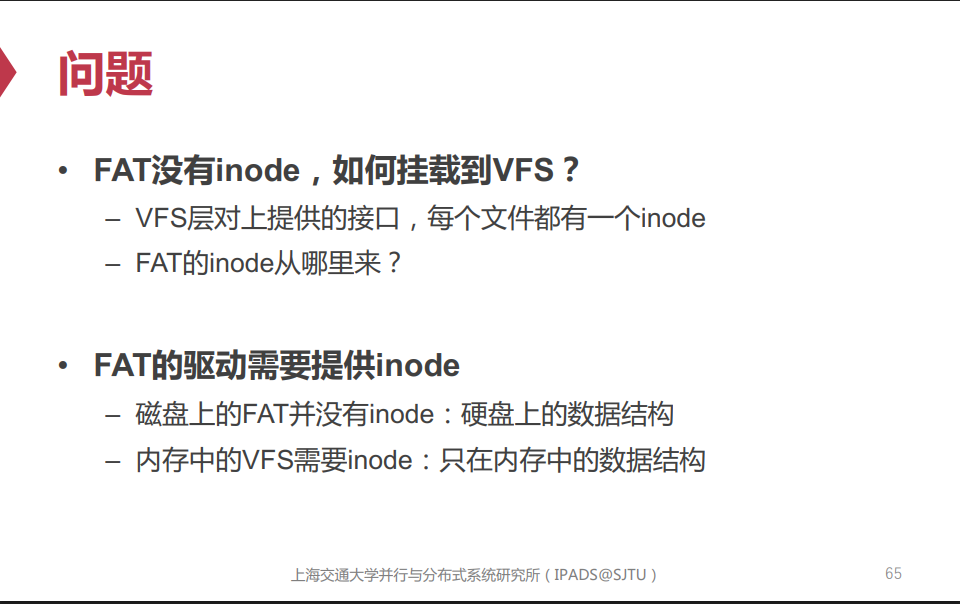 问题
• FAT没有inode，如何挂载到VFS？
– VFS层对上提供的接口，每个文件都有一个inode
– FAT的inode从哪里来？
• FAT的驱动需要提供inode
– 磁盘上的FAT并没有inode：硬盘上的数据结构
– 内存中的VFS需要inode：只在内存中的数据结构
上海交通大学并行与分布式系统研究所（IPADS@SJTU）
65